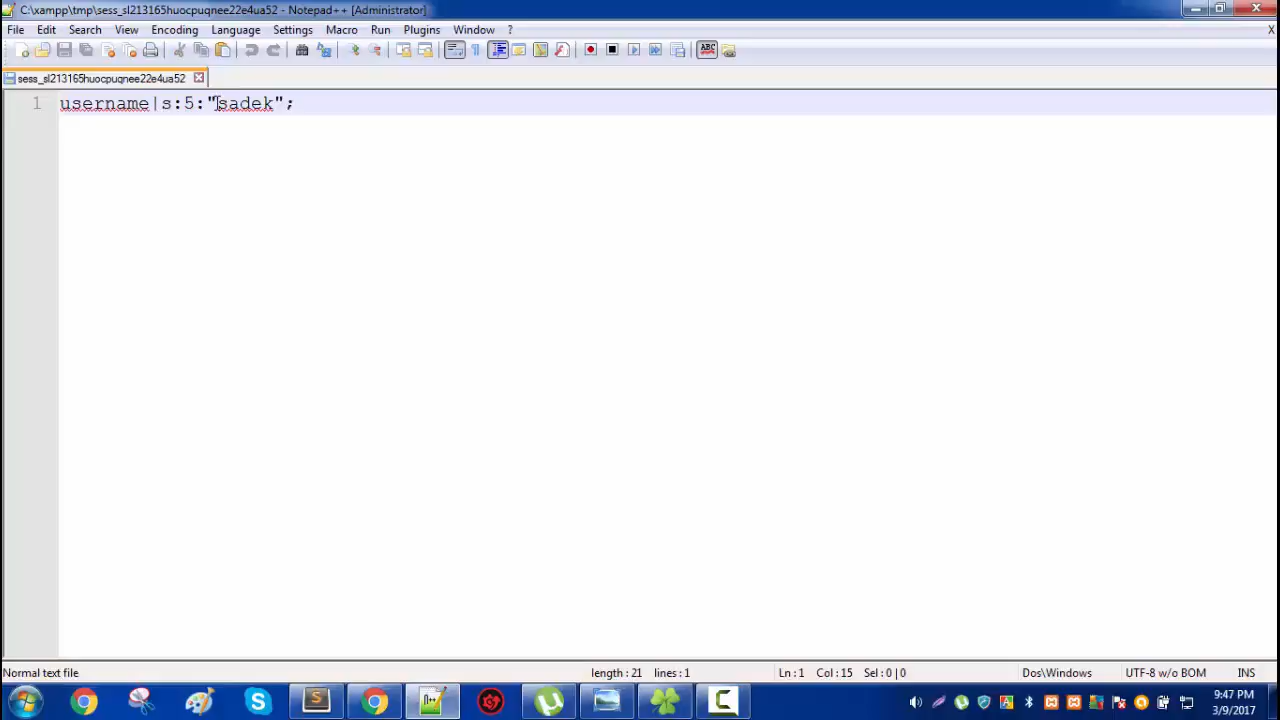 C:\xampp\tmp\sess_sl213165huocpuqnee22e4ua52 - Notepad++ [Administrator]
File Edit Search View Encoding Language Settings Macro Run Plugins Window ? X
sess_sl213165huocpuqnee22e4ua52
1 username|s:5:"sadek";
Normal text file length : 21 lines : 1 Ln : 1 Col : 15 Sel : 0 | 0 Dos\Windows UTF-8 w/o BOM INS
9:47 PM
3/9/2017